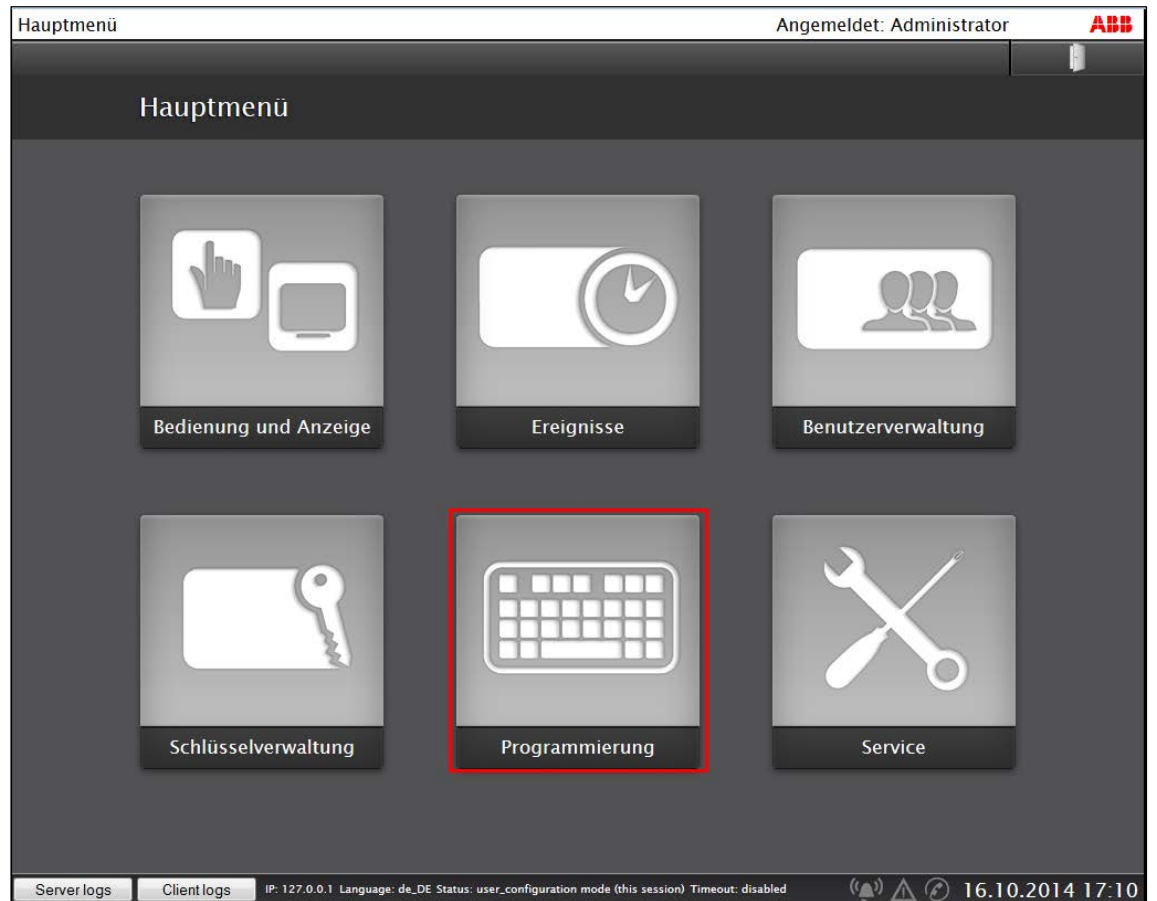 Hauptmenü Angemeldet: Administrator ABB
Hauptmenü
Bedienung und Anzeige Ereignisse Benutzerverwaltung
Schlüsselverwaltung Programmierung Service
Server logs Client logs IP: 127.0.0.1 Language: de_DE Status: user_configuration mode (this session) Timeout: disabled 16.10.2014 17:10